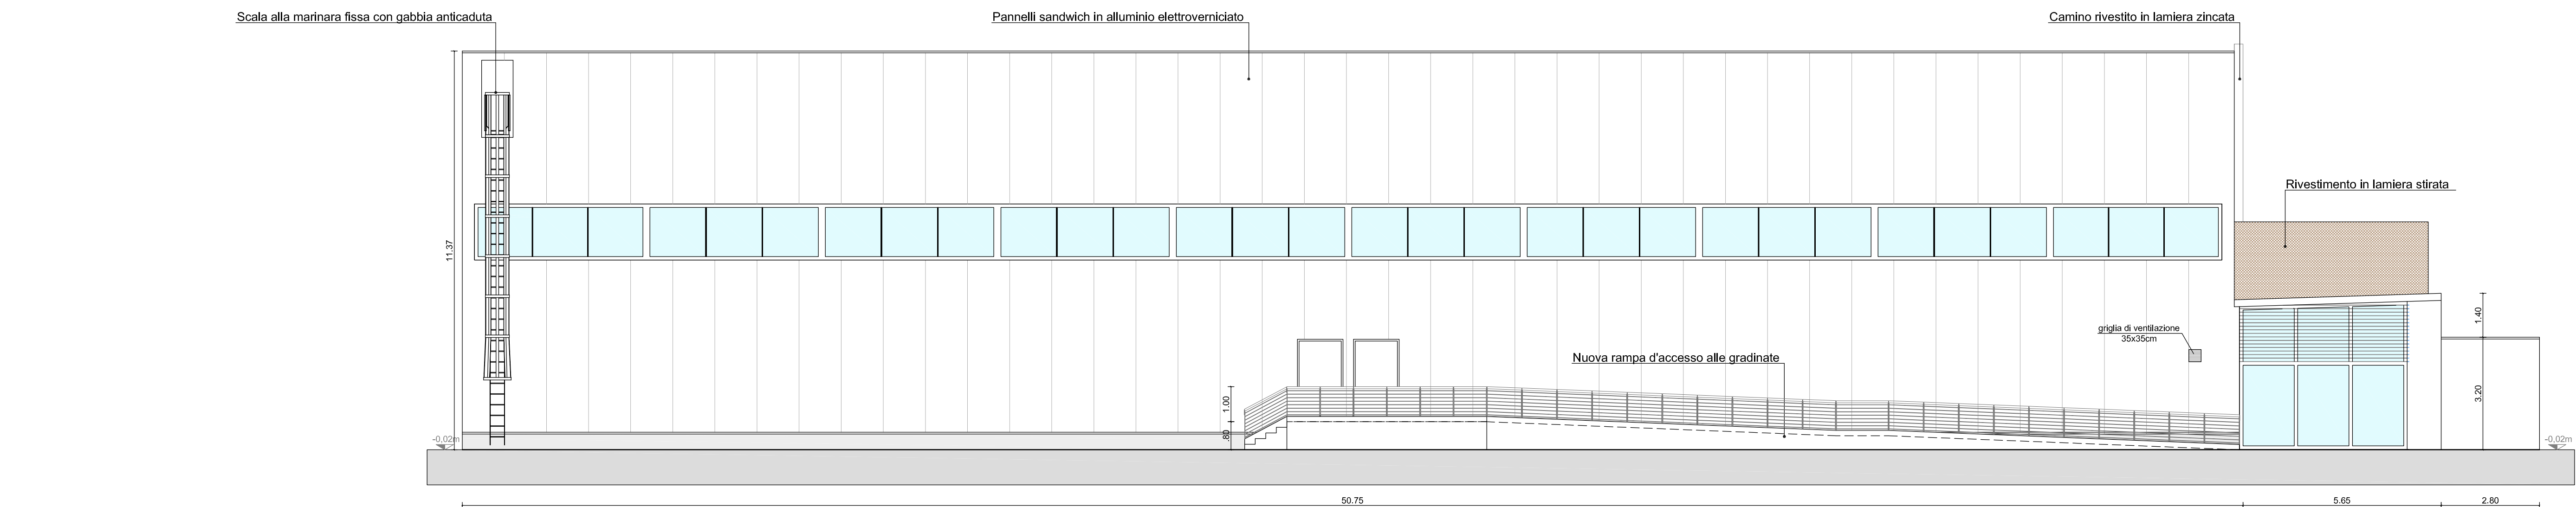 Scala alla marinara fissa con gabbia anticaduta
Pannelli sandwich in alluminio elettroverniciato
Camino rivestito in lamiera zincata
Rivestimento in lamiera stirata
11.37
1.40
griglia di ventilazione
35x35cm
Nuova rampa d'accesso alle gradinate
3.20
1.00
.80
-0,02m
-0,02m
50.75
5.65
2.80